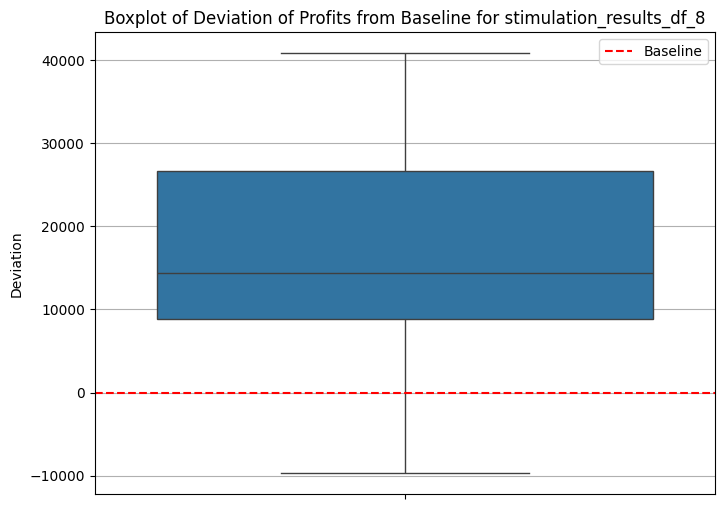 Boxplot of Deviation of Profits from Baseline for stimulation_results_df_8
Baseline
40000
30000
20000
10000
0
−10000
Deviation